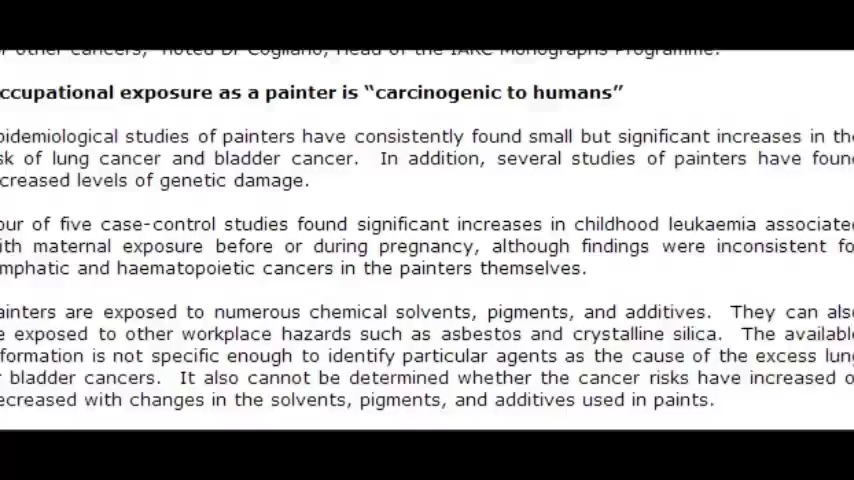 other cancers," noted Dr Cogliano, Head of the IARC Monographs Programme.
ccupational exposure as a painter is “carcinogenic to humans”
pidemiological studies of painters have consistently found small but significant increases in the
sk of lung cancer and bladder cancer. In addition, several studies of painters have foun
creased levels of genetic damage.
our of five case-control studies found significant increases in childhood leukaemia associated
ith maternal exposure before or during pregnancy, although findings were inconsistent fo
mphatic and haematopoietic cancers in the painters themselves.
ainters are exposed to numerous chemical solvents, pigments, and additives. They can also
e exposed to other workplace hazards such as asbestos and crystalline silica. The available
formation is not specific enough to identify particular agents as the cause of the excess lung
r bladder cancers. It also cannot be determined whether the cancer risks have increased o
ecreased with changes in the solvents, pigments, and additives used in paints.